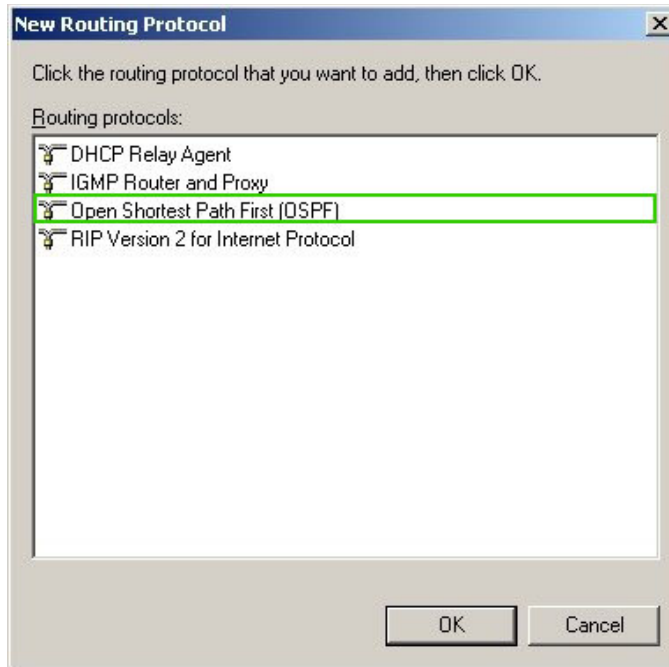 New Routing Protocol
Click the routing protocol that you want to add, then click OK.
Routing protocols:
DHCP Relay Agent
IGMP Router and Proxy
Open Shortest Path First (OSPF)
RIP Version 2 for Internet Protocol
OK
Cancel